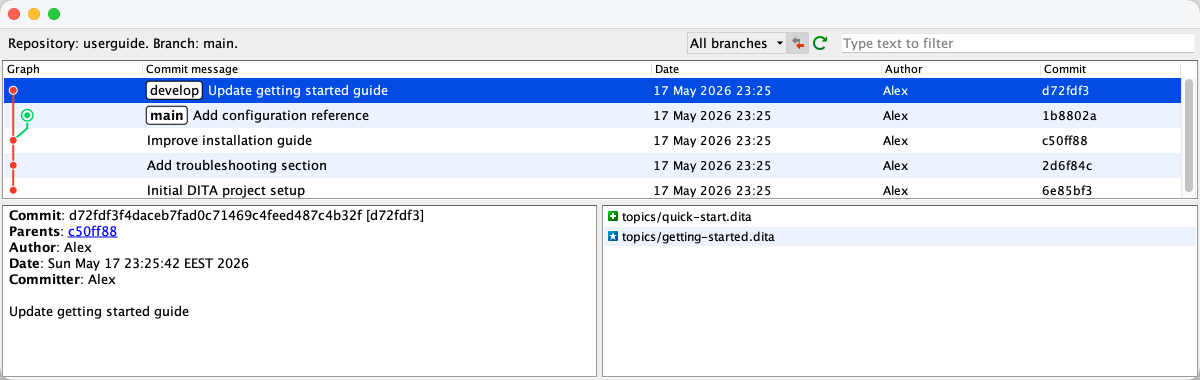 Repository: userguide. Branch: main. All branches Type text to filter
Graph Commit message Date Author Commit
develop Update getting started guide 17 May 2026 23:25 Alex d72fdf3
main Add configuration reference 17 May 2026 23:25 Alex 1b8802a
Improve installation guide 17 May 2026 23:25 Alex c50ff88
Add troubleshooting section 17 May 2026 23:25 Alex 2d6f84c
Initial DITA project setup 17 May 2026 23:25 Alex 6e85bf3
Commit: d72fdf3f4daceb7fad0c71469c4feed487c4b32f [d72fdf3]
Parents: c50ff88
Author: Alex
Date: Sun May 17 23:25:42 EEST 2026
Committer: Alex
Update getting started guide
topics/quick-start.dita
topics/getting-started.dita